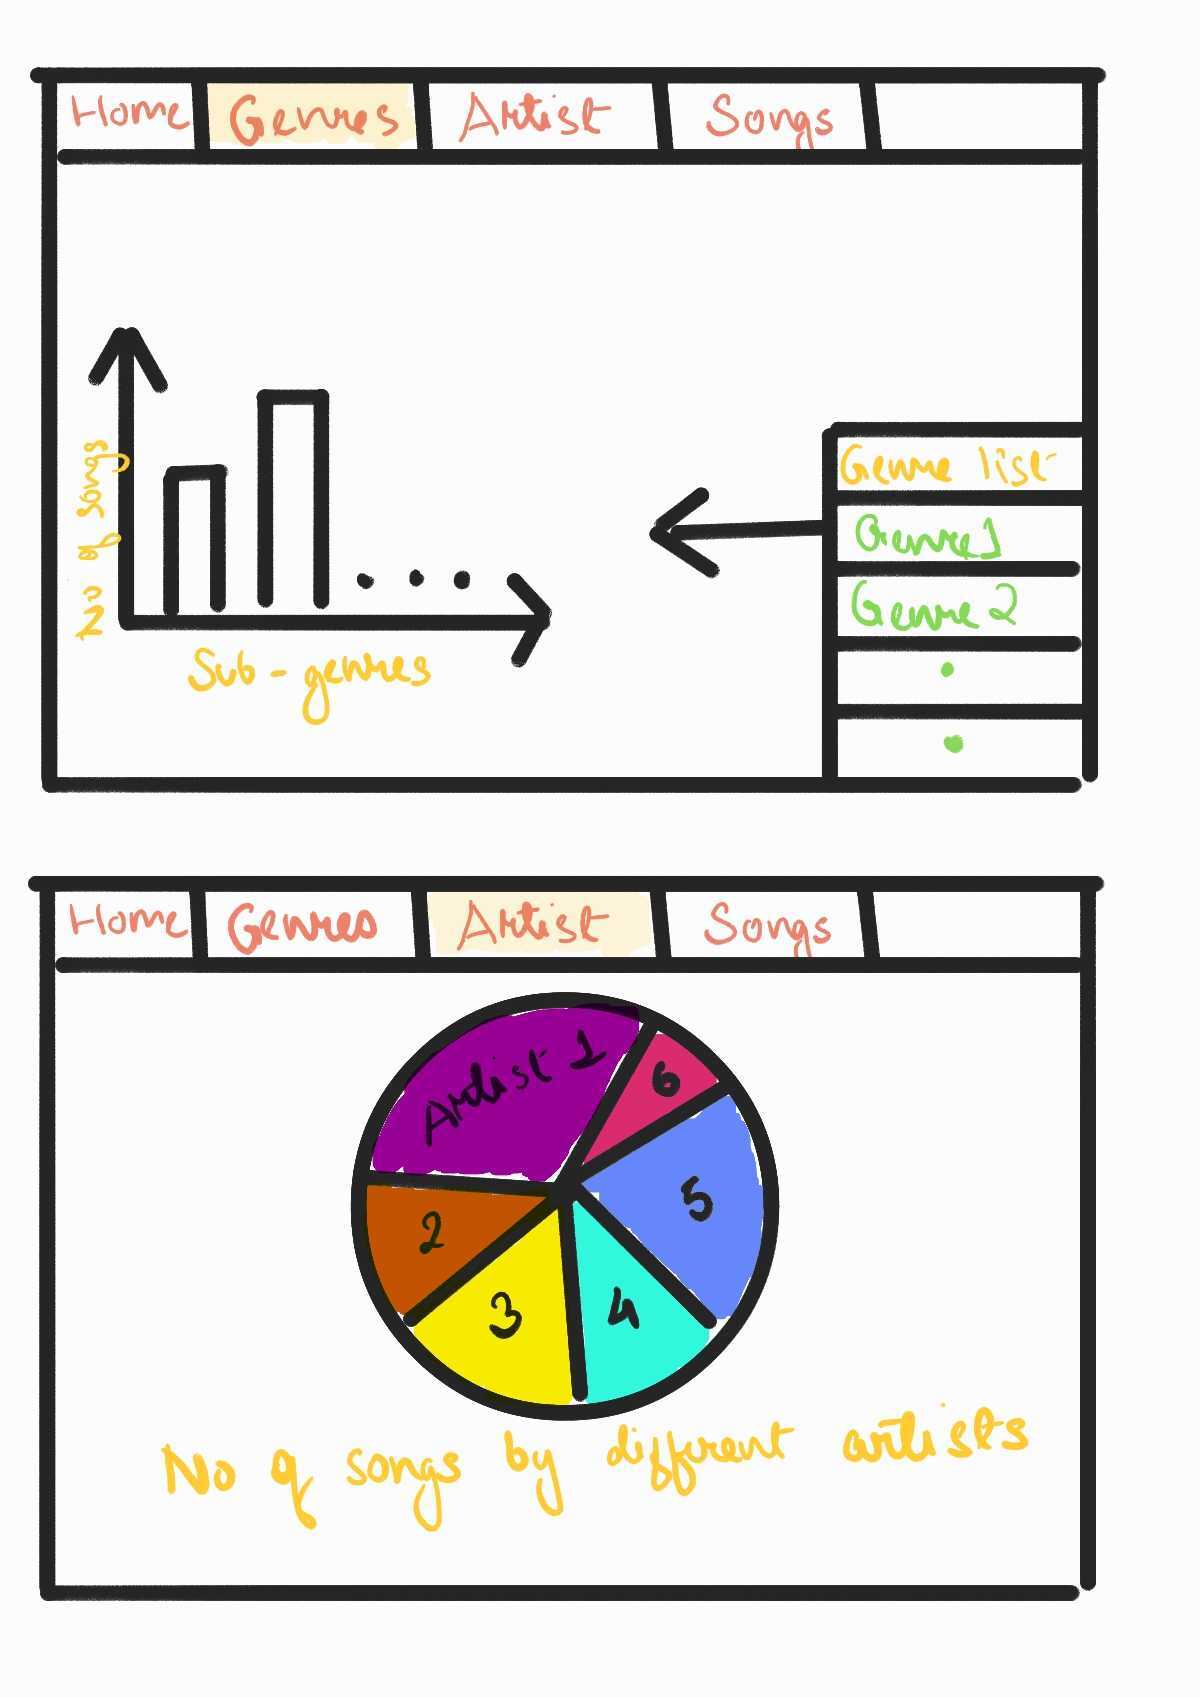 Home Genres Artist Songs
No of songs
Sub-genres
Genre list
Genre1
Genre 2
Home Genres Artist Songs
Artist 1
6
5
2
3
4
No of songs by different artists